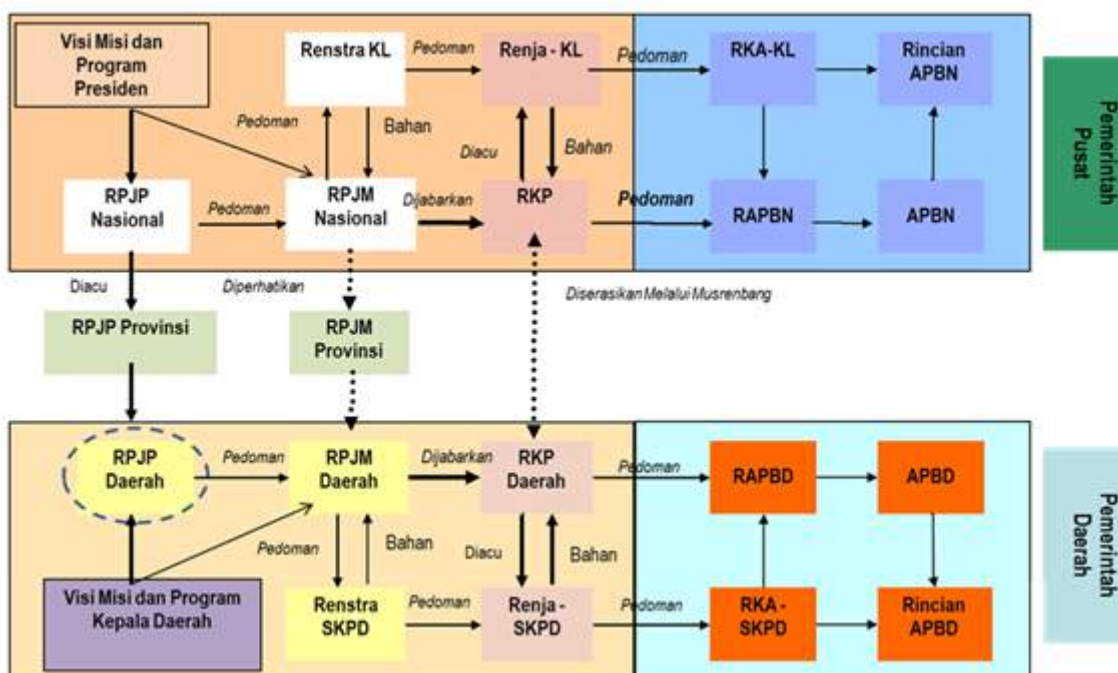 Visi Misi dan
Program
Presiden
Renstra KL
Pedoman
Renja - KL
Pedoman
RKA-KL
Rincian
APBN
Pedoman
Bahan
Diacu
Bahan
RPJP
Nasional
Pedoman
RPJM
Nasional
Dijabarkan
RKP
Pedoman
RAPBN
APBN
Pemerintah
Pusat
Diacu
Diperhatikan
Diserasikan Melalui Musrenbang
RPJP Provinsi
RPJM
Provinsi
RPJP
Daerah
Pedoman
RPJM
Daerah
Dijabarkan
RKP
Daerah
Pedoman
RAPBD
APBD
Pedoman
Bahan
Diacu
Bahan
Visi Misi dan Program
Kepala Daerah
Renstra
SKPD
Pedoman
Renja -
SKPD
Pedoman
RKA -
SKPD
Rincian
APBD
Pemerintah
Daerah